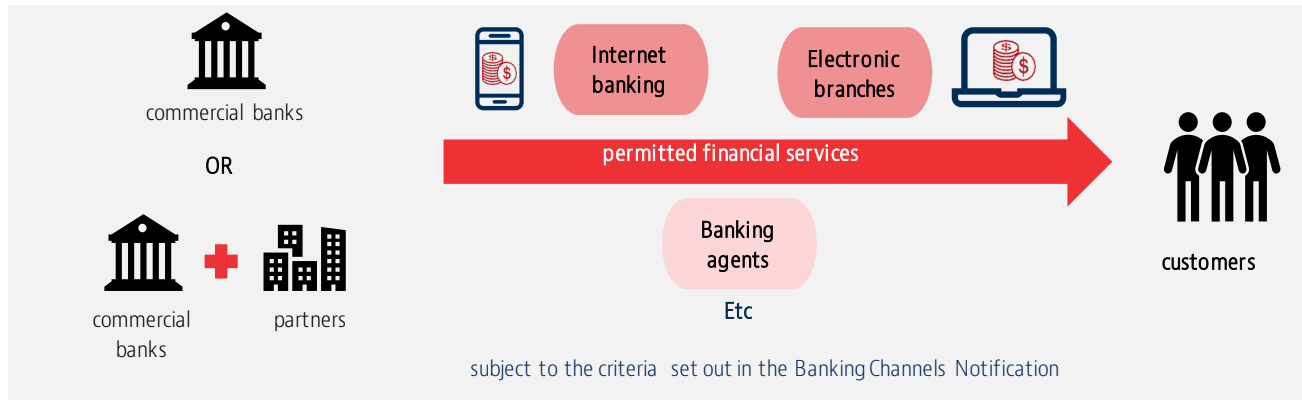 commercial banks
OR
commercial
banks
partners
Internet
banking
Electronic
branches
permitted financial services
Banking
agents
Etc
subject to the criteria set out in the Banking Channels Notification
customers